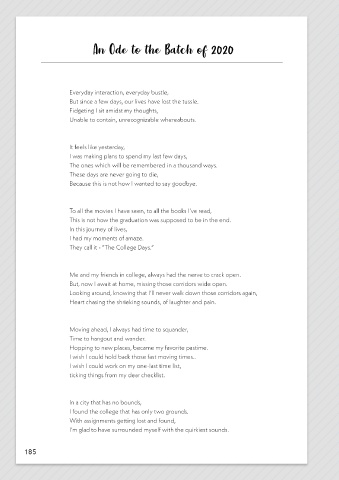 An Ode to the Batch of 2020
Everyday interaction, everyday bustle,
But since a few days, our lives have lost the tussle.
Fidgeting I sit amidst my thoughts,
Unable to contain, unrecognizable whereabouts.
It feels like yesterday,
I was making plans to spend my last few days,
The ones which will be remembered in a thousand ways.
These days are never going to die,
Because this is not how I wanted to say goodbye.
To all the movies I have seen, to all the books I've read,
This is not how the graduation was supposed to be in the end.
In this journey of lives,
I had my moments of amaze.
They call it - "The College Days."
Me and my friends in college, always had the nerve to crack open,
But, now I await at home, missing those corridors wide open.
Looking around, knowing that I'll never walk down those corridors again,
Heart chasing the shrieking sounds, of laughter and pain.
Moving ahead, I always had time to squander,
Time to hangout and wander.
Hopping to new places, became my favorite pastime.
I wish I could hold back those last moving times..
I wish I could work on my one-last time list,
ticking things from my dear checklist.
In a city that has no bounds,
I found the college that has only two grounds.
With assignments getting lost and found,
I'm glad to have surrounded myself with the quirkiest sounds.
185